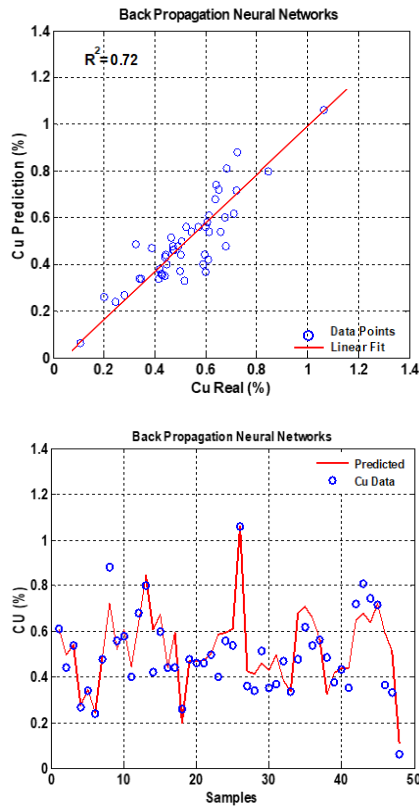 Back Propagation Neural Networks
1.4
R²=0.72
1.2
1
0.8
0.6
0.4
0.2
0
Cu Prediction (%)
Data Points
Linear Fit
0 0.2 0.4 0.6 0.8 1 1.2 1.4
Cu Real (%)
Back Propagation Neural Networks
1.4
Predicted
Cu Data
1.2
1
0.8
0.6
0.4
0.2
0
CU (%)
0 10 20 30 40 50
Samples